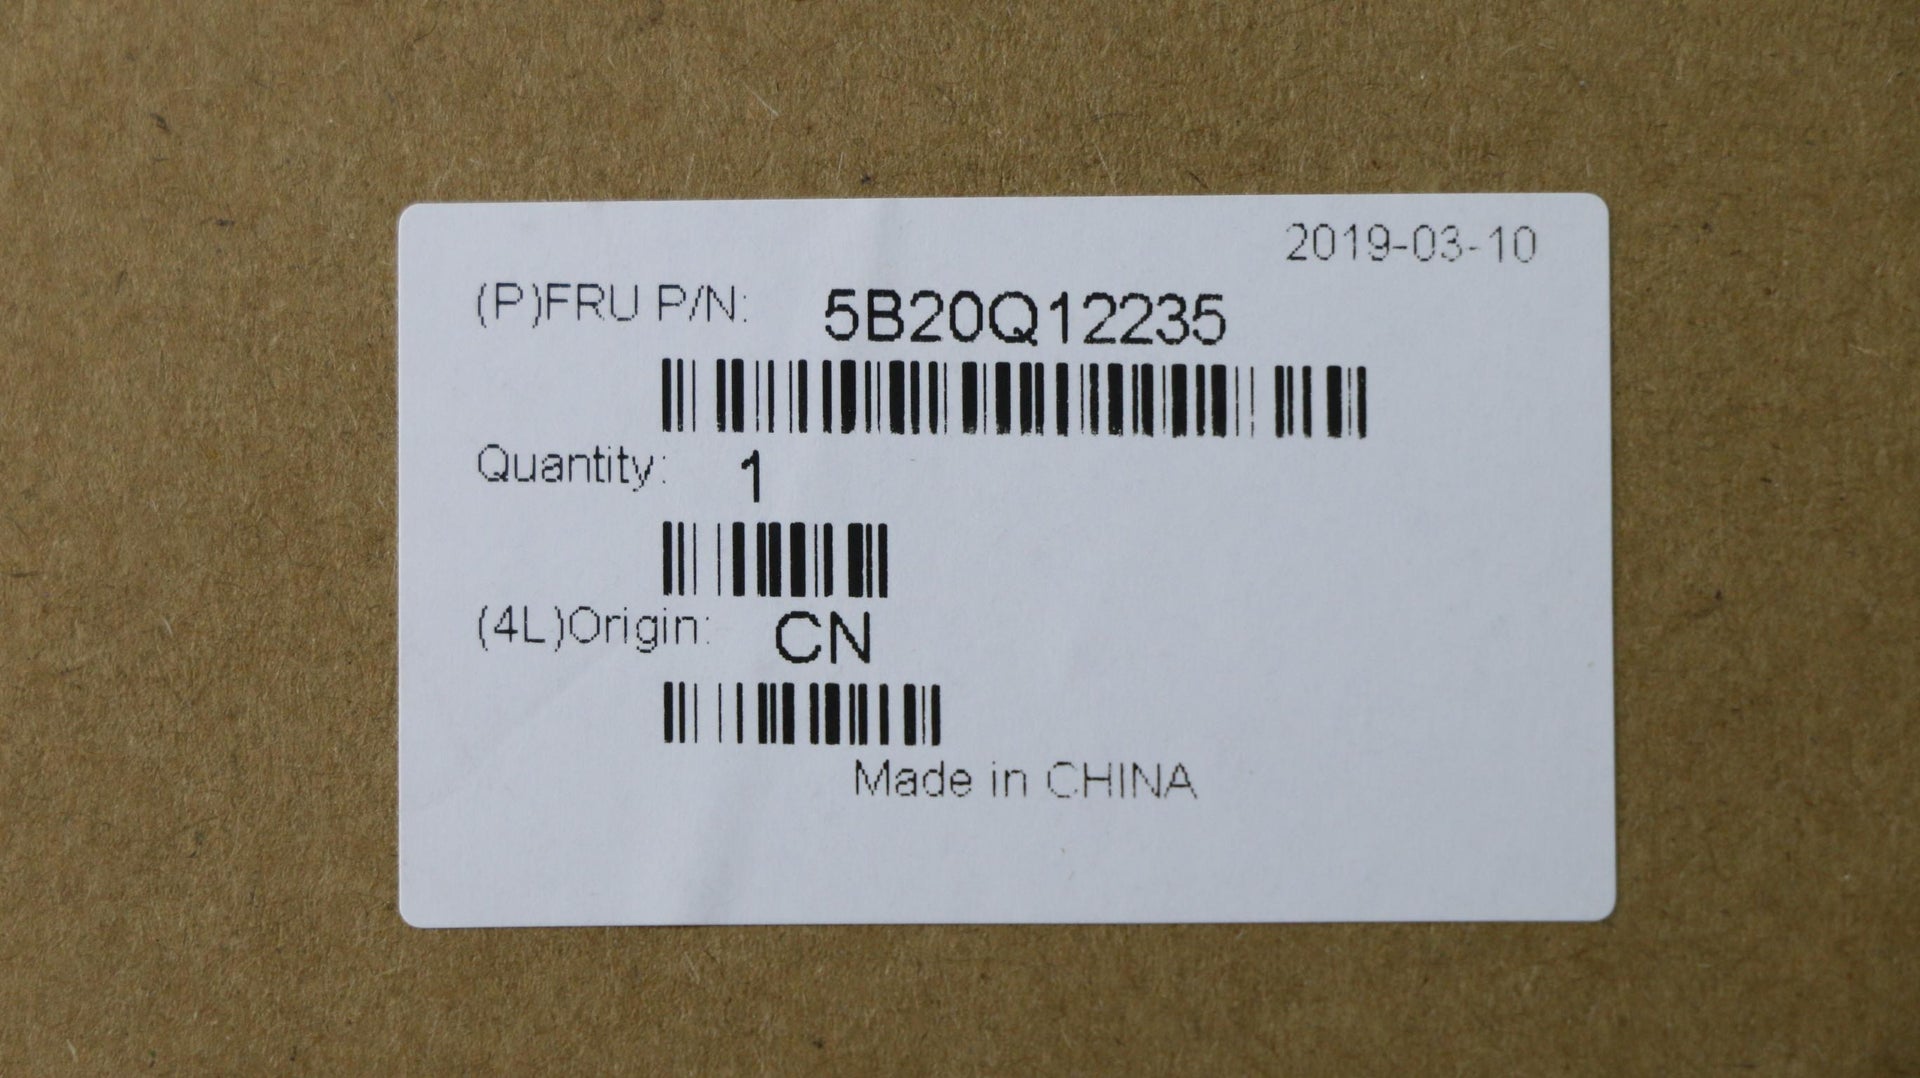 2019-03-10
(P)FRU P/N: 5B20Q12235
Quantity: 1
(4L)Origin: CN
Made in CHINA